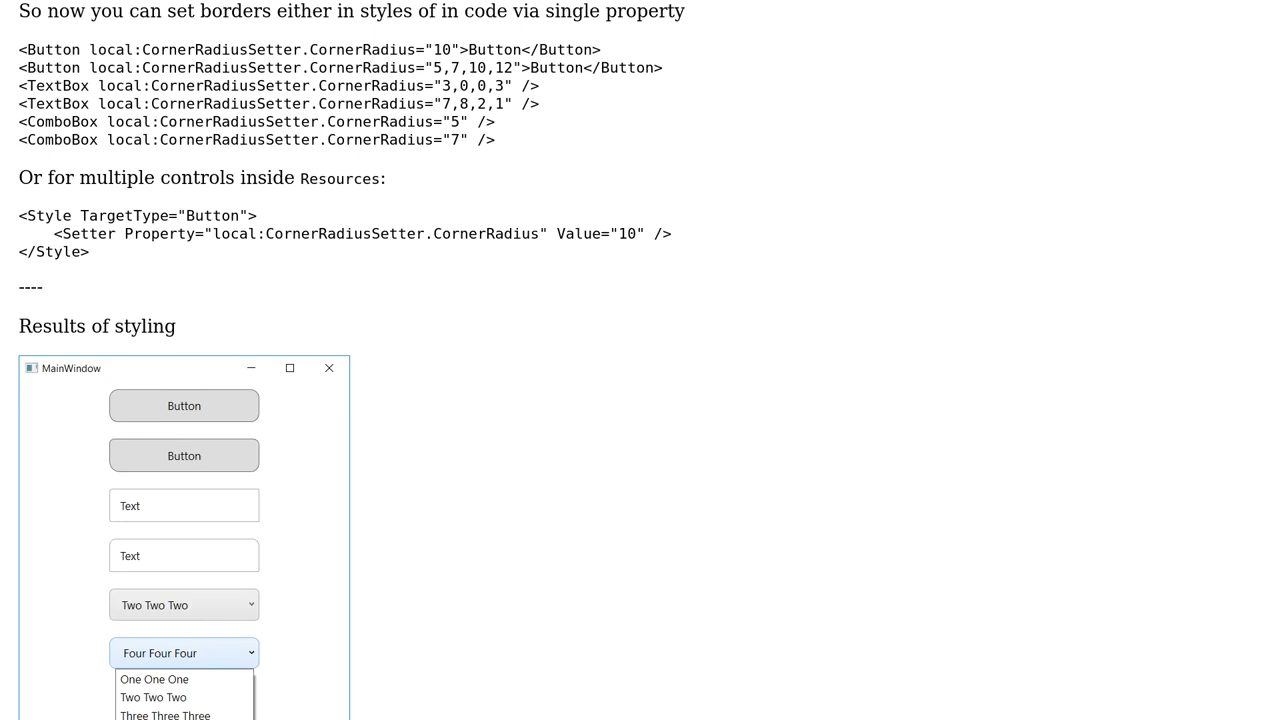 So now you can set borders either in styles of in code via single property
<Button local:CornerRadiusSetter.CornerRadius="10">Button</Button>
<Button local:CornerRadiusSetter.CornerRadius="5,7,10,12">Button</Button>
<TextBox local:CornerRadiusSetter.CornerRadius="3,0,0,3" />
<TextBox local:CornerRadiusSetter.CornerRadius="7,8,2,1" />
<ComboBox local:CornerRadiusSetter.CornerRadius="5" />
<ComboBox local:CornerRadiusSetter.CornerRadius="7" />
Or for multiple controls inside Resources:
<Style TargetType="Button">
    <Setter Property="local:CornerRadiusSetter.CornerRadius" Value="10" />
</Style>
----
Results of styling
MainWindow
Button
Button
Text
Text
Two Two Two
Four Four Four
One One One
Two Two Two
Three Three Three